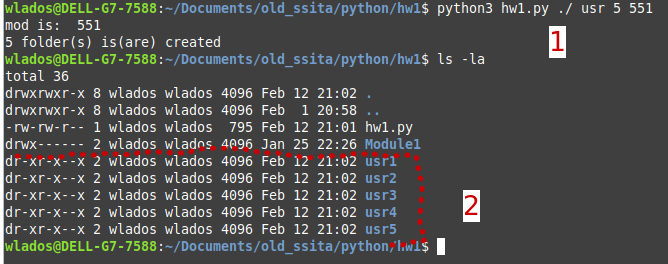 wlados@DELL-G7-7588:~/Documents/old_ssita/python/hw1$ python3 hw1.py ./ usr 5 551
mod is:  551
5 folder(s) is(are) created
1
wlados@DELL-G7-7588:~/Documents/old_ssita/python/hw1$ ls -la
total 36
drwxrwxr-x 8 wlados wlados 4096 Feb 12 21:02 .
drwxrwxr-x 8 wlados wlados 4096 Feb  1 20:58 ..
-rw-rw-r-- 1 wlados wlados  795 Feb 12 21:01 hw1.py
drwx------ 2 wlados wlados 4096 Jan 25 22:26 Module1
dr-xr-x--x 2 wlados wlados 4096 Feb 12 21:02 usr1
dr-xr-x--x 2 wlados wlados 4096 Feb 12 21:02 usr2
dr-xr-x--x 2 wlados wlados 4096 Feb 12 21:02 usr3
dr-xr-x--x 2 wlados wlados 4096 Feb 12 21:02 usr4
2
dr-xr-x--x 2 wlados wlados 4096 Feb 12 21:02 usr5
wlados@DELL-G7-7588:~/Documents/old_ssita/python/hw1$